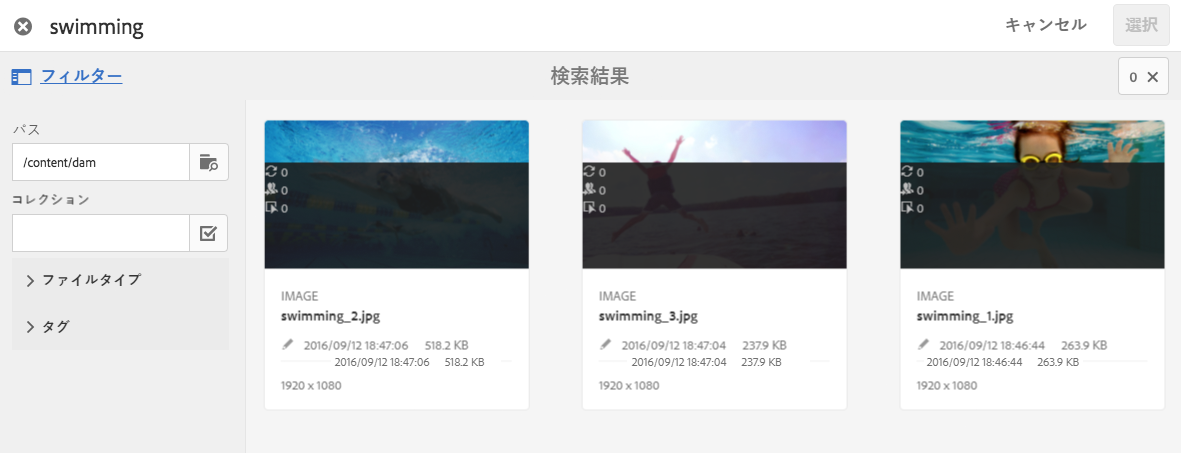 swimming
キャンセル
選択
フィルター
検索結果
0
パス
/content/dam
コレクション
ファイルタイプ
タグ
0
0
0
IMAGE
swimming_2.jpg
2016/09/12 18:47:06 518.2 KB
2016/09/12 18:47:06 518.2 KB
1920 x 1080
0
0
0
IMAGE
swimming_3.jpg
2016/09/12 18:47:04 237.9 KB
2016/09/12 18:47:04 237.9 KB
1920 x 1080
0
0
0
IMAGE
swimming_1.jpg
2016/09/12 18:46:44 263.9 KB
2016/09/12 18:46:44 263.9 KB
1920 x 1080